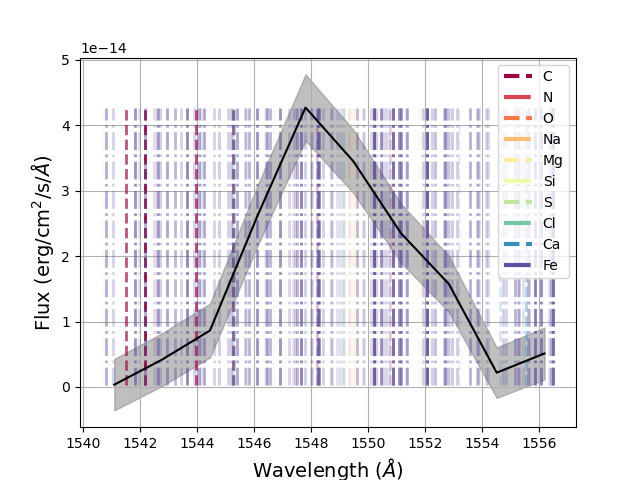 1e−14
5
4
3
2
1
0
Flux (erg/cm²/s/Å)
1540 1542 1544 1546 1548 1550 1552 1554 1556
Wavelength (Å)
C
N
O
Na
Mg
Si
S
Cl
Ca
Fe